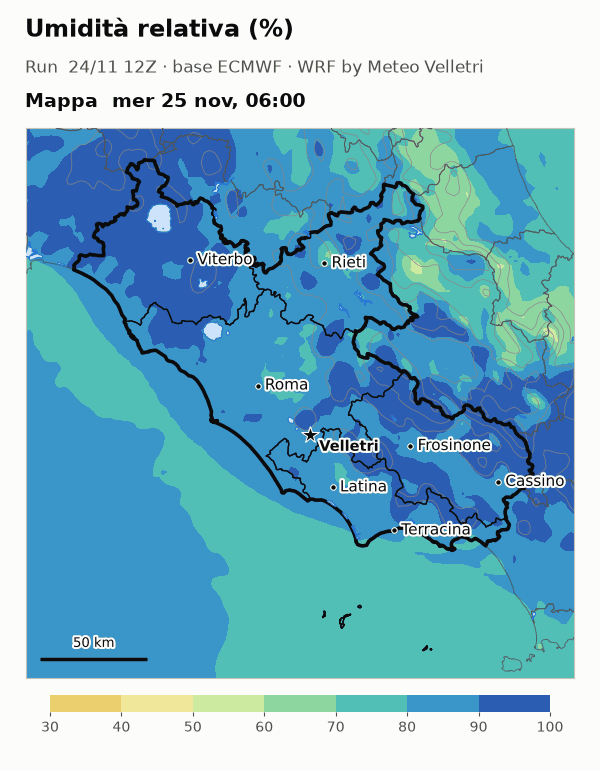 Umidità relativa (%)
Run  24/11 12Z · base ECMWF · WRF by Meteo Velletri
Mappa  mer 25 nov, 06:00
Viterbo
Rieti
Roma
Velletri
Frosinone
Cassino
Latina
Terracina
50 km
30 40 50 60 70 80 90 100